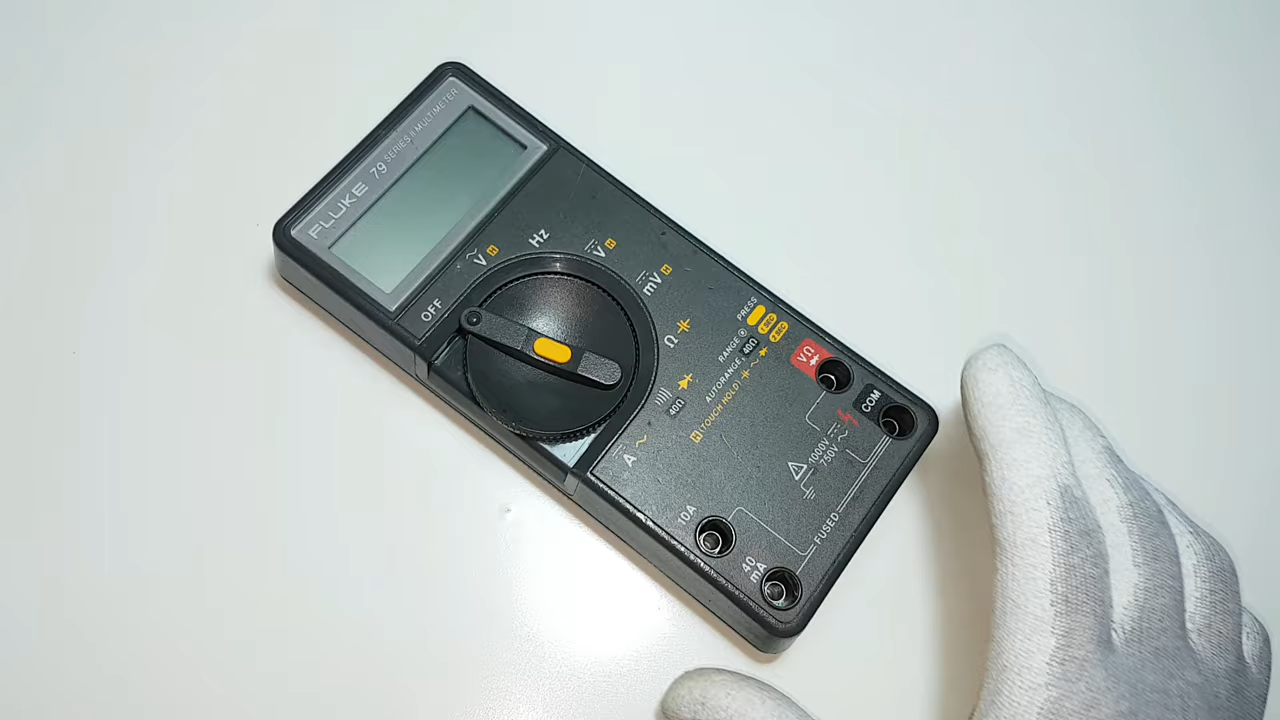 FLUKE 79 SERIES II MULTIMETER
OFF
V H
Hz
V H
mV H
Ω
40Ω
A
PRESS
RANGE
1 SEC
AUTORANGE, 40Ω
2 SEC
H (TOUCH HOLD)
VΩ
COM
1000V
750V
10A
40
mA
FUSED